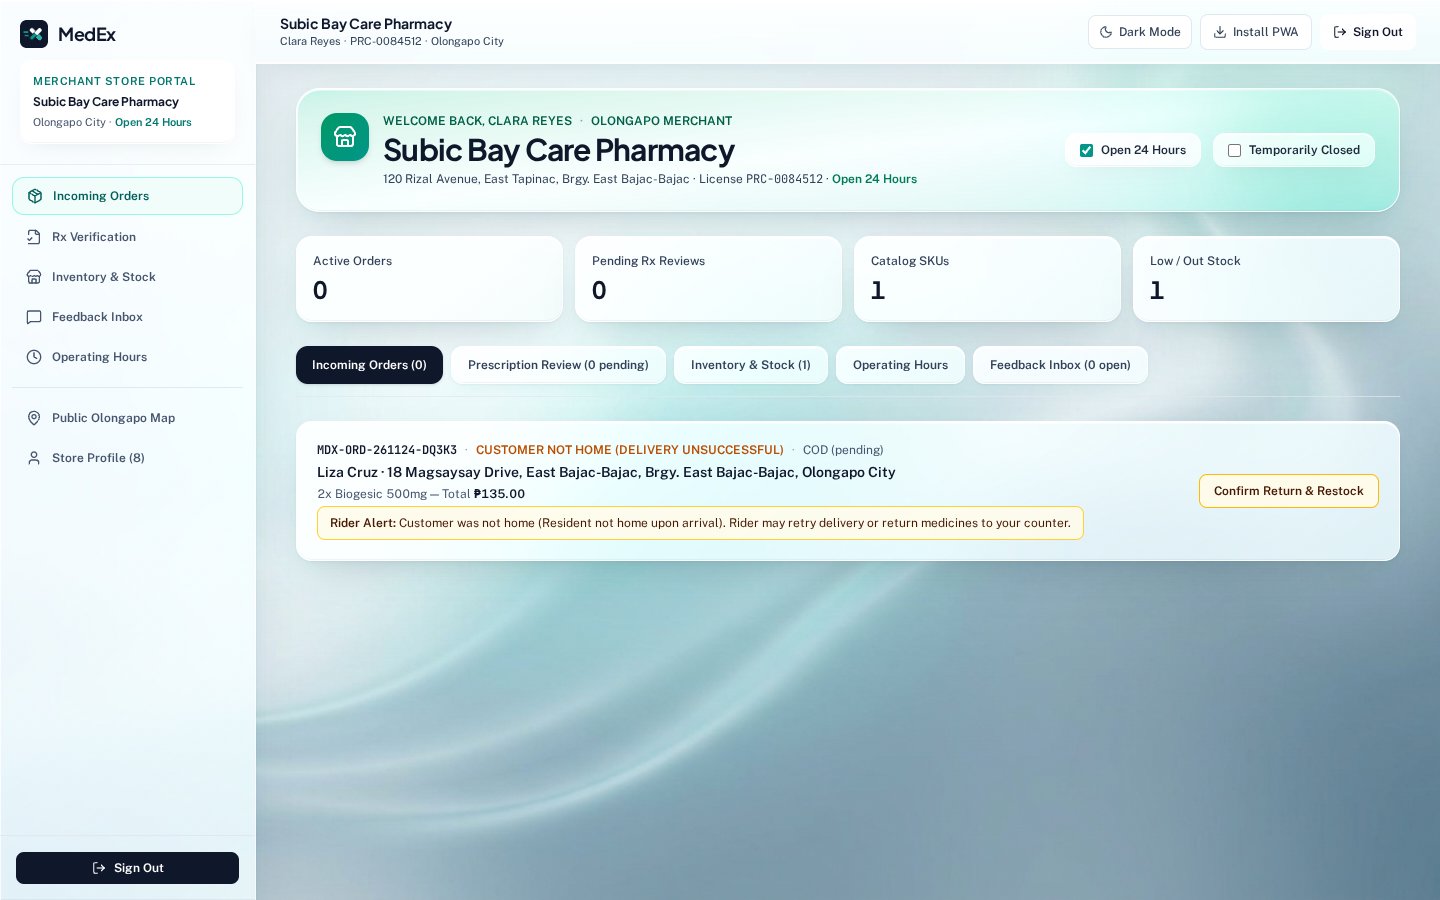 MedEx
MERCHANT STORE PORTAL
Subic Bay Care Pharmacy
Olongapo City · Open 24 Hours
Incoming Orders
Rx Verification
Inventory & Stock
Feedback Inbox
Operating Hours
Public Olongapo Map
Store Profile (8)
Sign Out
Subic Bay Care Pharmacy
Clara Reyes · PRC-0084512 · Olongapo City
Dark Mode
Install PWA
Sign Out
WELCOME BACK, CLARA REYES · OLONGAPO MERCHANT
Subic Bay Care Pharmacy
120 Rizal Avenue, East Tapinac, Brgy. East Bajac-Bajac · License PRC-0084512 · Open 24 Hours
Open 24 Hours
Temporarily Closed
Active Orders
0
Pending Rx Reviews
0
Catalog SKUs
1
Low / Out Stock
1
Incoming Orders (0)
Prescription Review (0 pending)
Inventory & Stock (1)
Operating Hours
Feedback Inbox (0 open)
MDX-ORD-261124-DQ3K3 · CUSTOMER NOT HOME (DELIVERY UNSUCCESSFUL) · COD (pending)
Liza Cruz · 18 Magsaysay Drive, East Bajac-Bajac, Brgy. East Bajac-Bajac, Olongapo City
2x Biogesic 500mg — Total ₱135.00
Rider Alert: Customer was not home (Resident not home upon arrival). Rider may retry delivery or return medicines to your counter.
Confirm Return & Restock